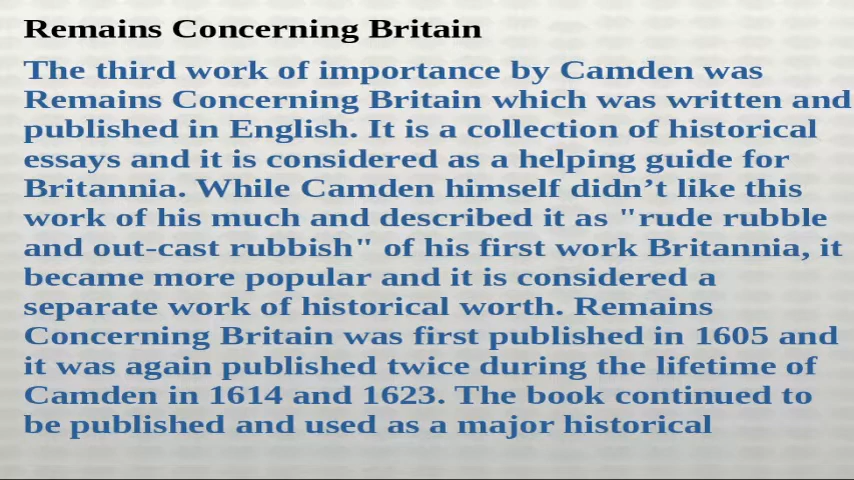 Remains Concerning Britain
The third work of importance by Camden was
Remains Concerning Britain which was written and
published in English. It is a collection of historical
essays and it is considered as a helping guide for
Britannia. While Camden himself didn’t like this
work of his much and described it as "rude rubble
and out-cast rubbish" of his first work Britannia, it
became more popular and it is considered a
separate work of historical worth. Remains
Concerning Britain was first published in 1605 and
it was again published twice during the lifetime of
Camden in 1614 and 1623. The book continued to
be published and used as a major historical